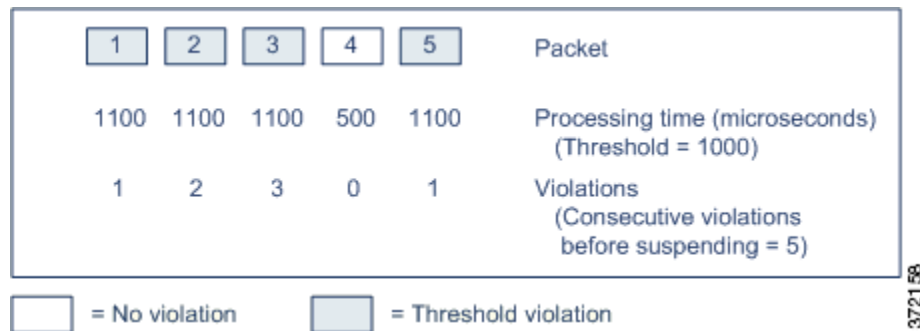 1 2 3 4 5 Packet
1100 1100 1100 500 1100 Processing time (microseconds)
(Threshold = 1000)
1 2 3 0 1 Violations
(Consecutive violations
before suspending = 5)
= No violation = Threshold violation
372158